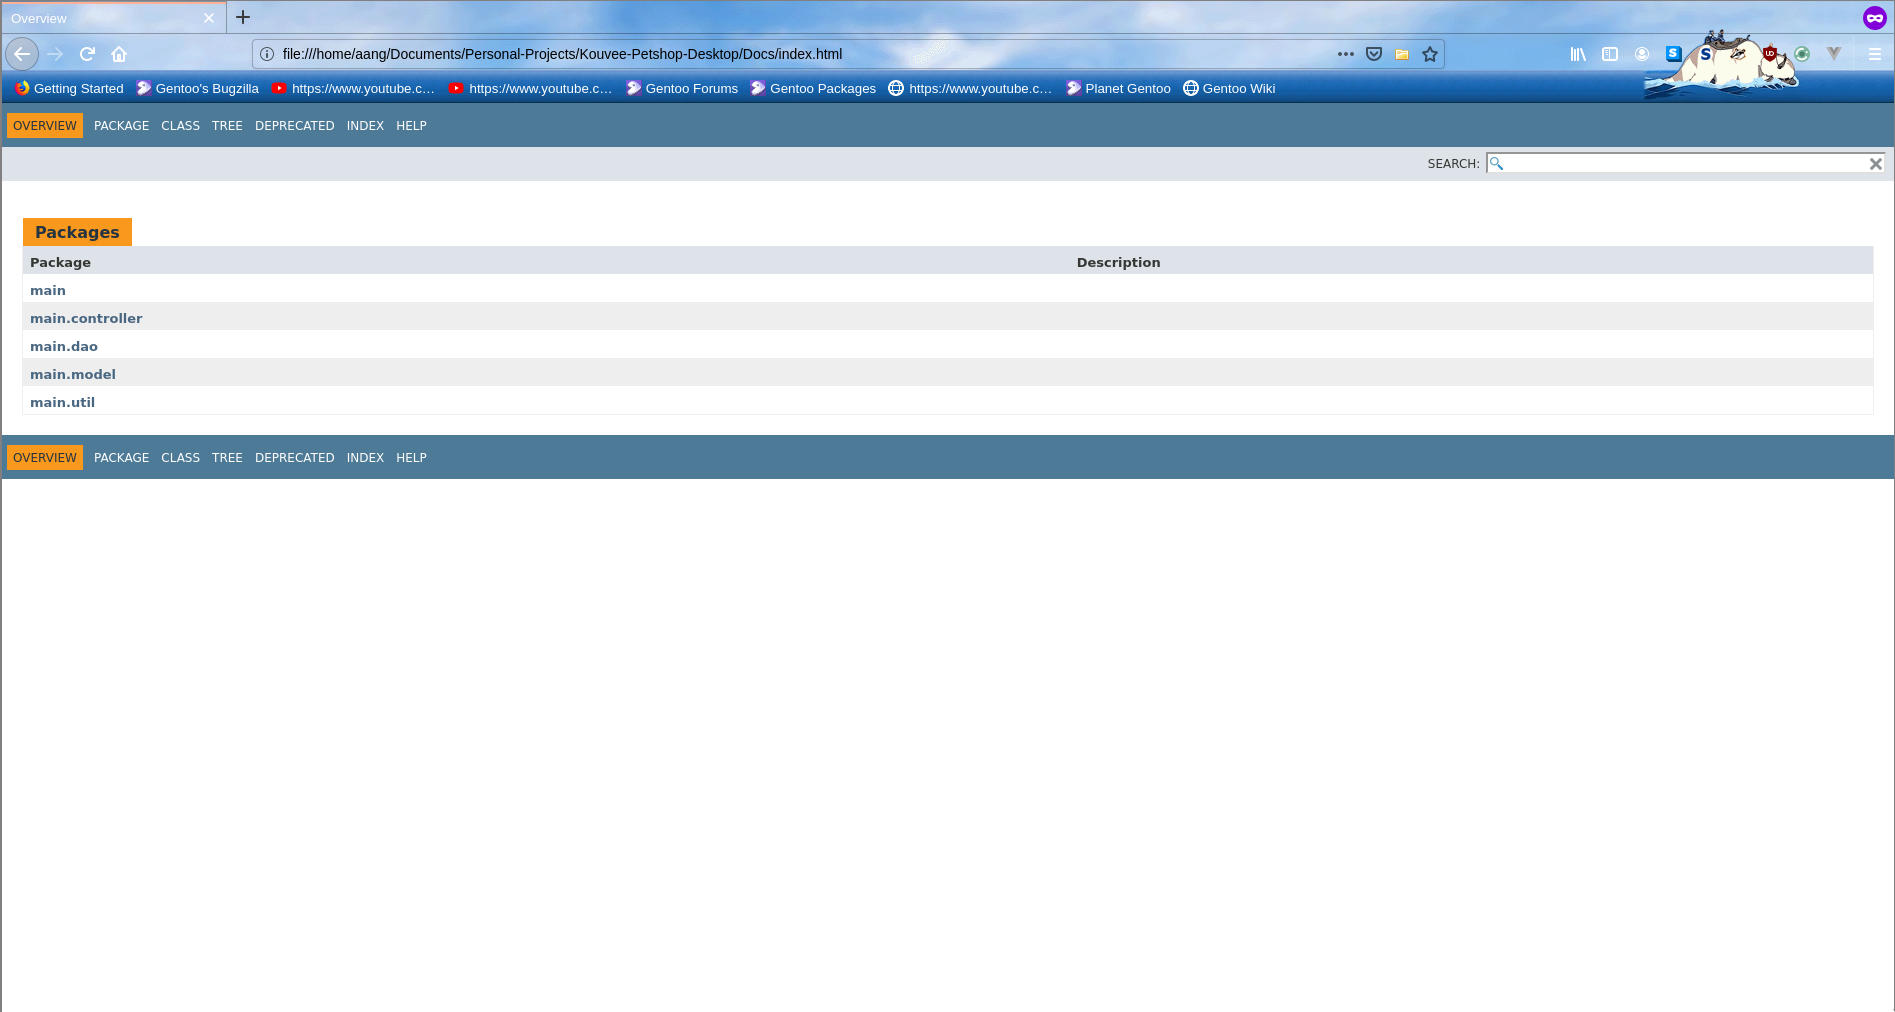 Overview
file:///home/aang/Documents/Personal-Projects/Kouvee-Petshop-Desktop/Docs/index.html
Getting Started Gentoo's Bugzilla https://www.youtube.c… https://www.youtube.c… Gentoo Forums Gentoo Packages https://www.youtube.c… Planet Gentoo Gentoo Wiki
OVERVIEW PACKAGE CLASS TREE DEPRECATED INDEX HELP
SEARCH:
Packages
Package Description
main
main.controller
main.dao
main.model
main.util
OVERVIEW PACKAGE CLASS TREE DEPRECATED INDEX HELP